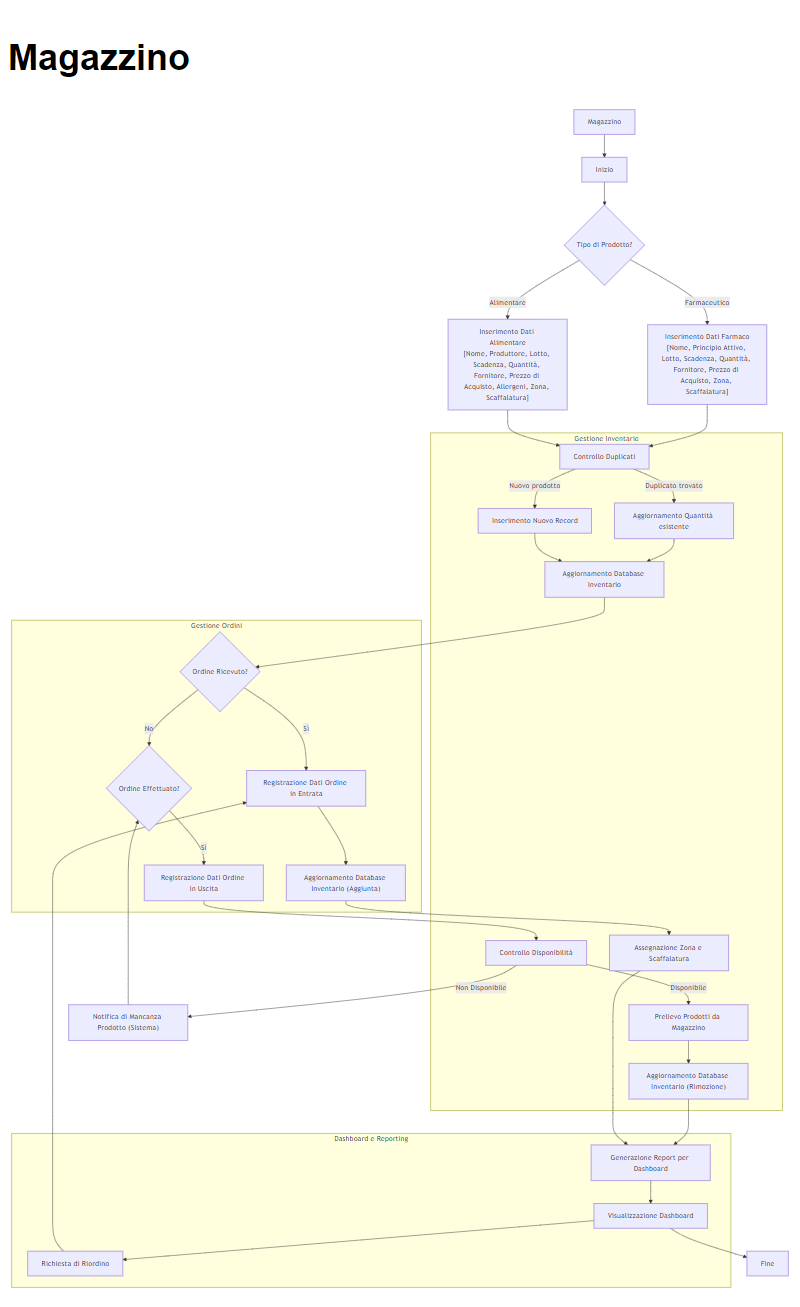 Magazzino
Magazzino
Inizio
Tipo di Prodotto?
Alimentare
Farmaceutico
Inserimento Dati
Alimentare
[Nome, Produttore, Lotto,
Scadenza, Quantità,
Fornitore, Prezzo di
Acquisto, Allergeni, Zona,
Scaffalatura]
Inserimento Dati Farmaco
[Nome, Principio Attivo,
Lotto, Scadenza, Quantità,
Fornitore, Prezzo di
Acquisto, Zona,
Scaffalatura]
Gestione Inventario
Controllo Duplicati
Nuovo prodotto
Duplicato trovato
Inserimento Nuovo Record
Aggiornamento Quantità
esistente
Aggiornamento Database
Inventario
Gestione Ordini
Ordine Ricevuto?
No
Sì
Ordine Effettuato?
Registrazione Dati Ordine
in Entrata
Sì
Registrazione Dati Ordine
in Uscita
Aggiornamento Database
Inventario (Aggiunta)
Controllo Disponibilità
Assegnazione Zona e
Scaffalatura
Non Disponibile
Disponibile
Notifica di Mancanza
Prodotto (Sistema)
Prelievo Prodotti da
Magazzino
Aggiornamento Database
Inventario (Rimozione)
Dashboard e Reporting
Generazione Report per
Dashboard
Visualizzazione Dashboard
Richiesta di Riordino
Fine